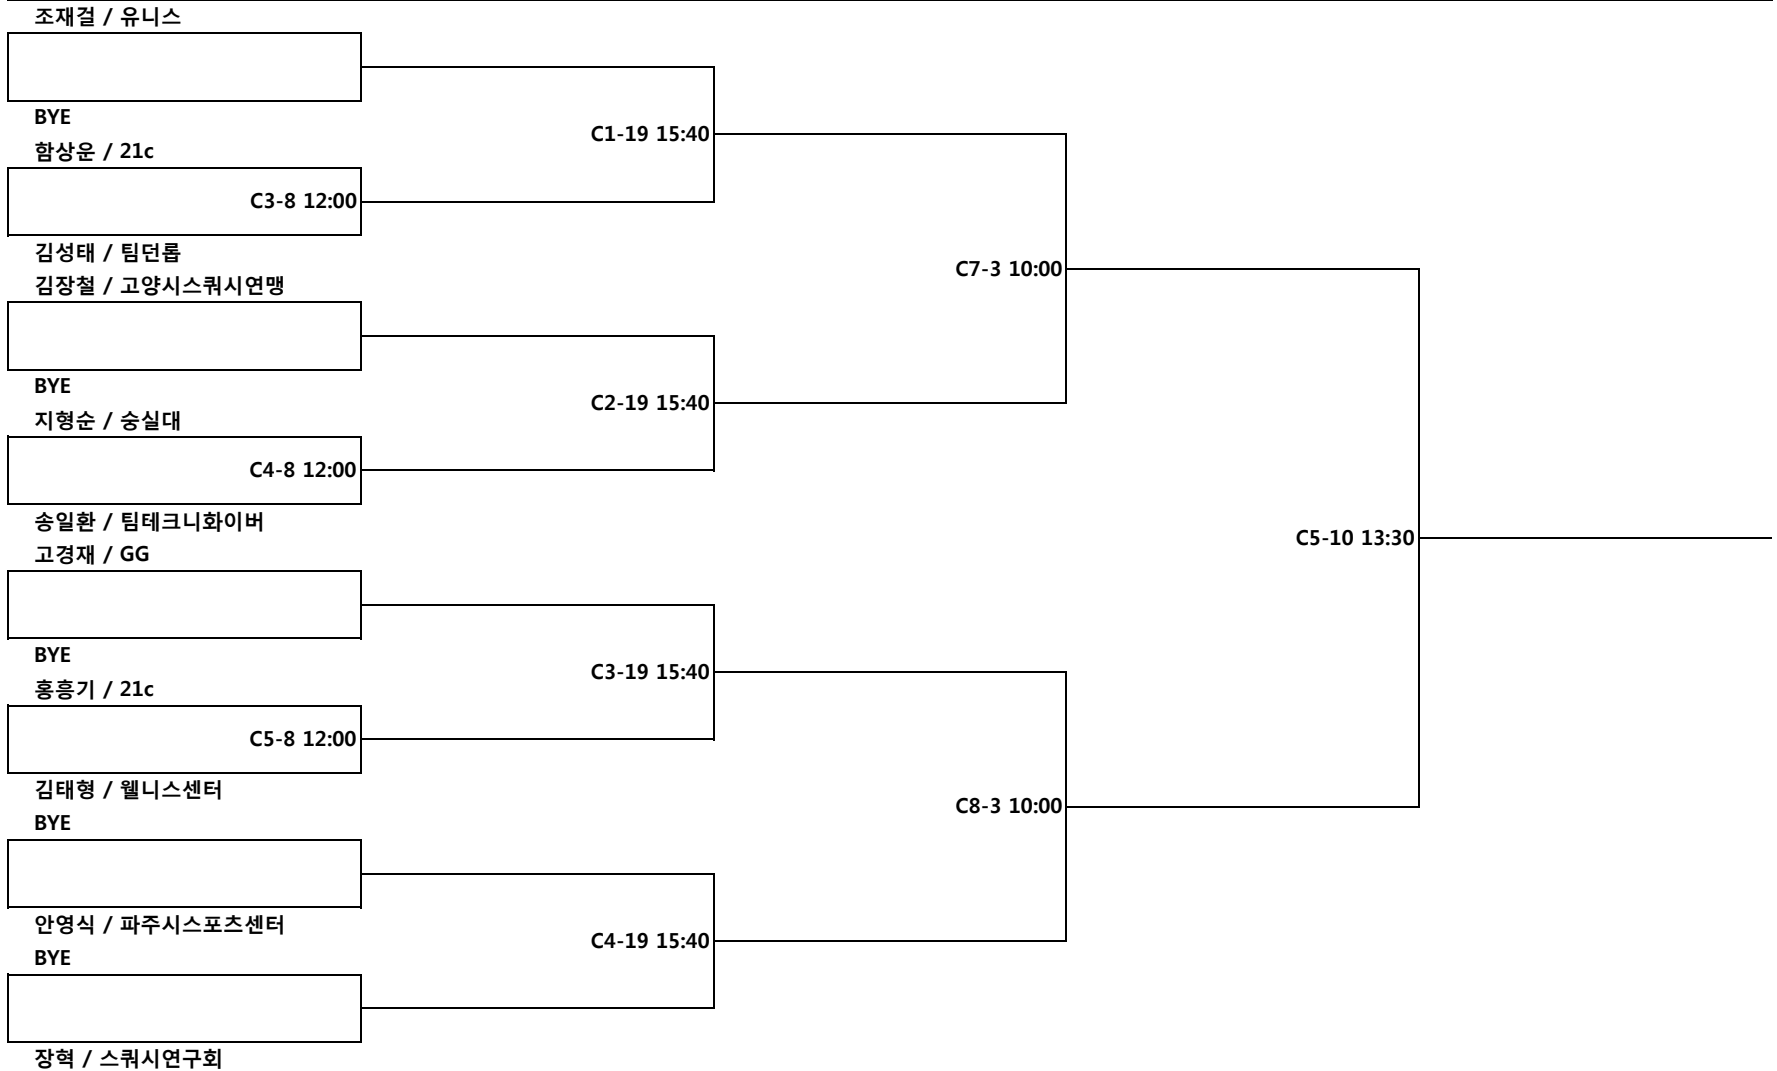 조재걸 / 유니스
BYE
C1-19 15:40
함상운 / 21c
C3-8 12:00
김성태 / 팀던롭
C7-3 10:00
김장철 / 고양시스쿼시연맹
BYE
C2-19 15:40
지형순 / 숭실대
C4-8 12:00
송일환 / 팀테크니화이버
C5-10 13:30
고경재 / GG
BYE
C3-19 15:40
홍흥기 / 21c
C5-8 12:00
김태형 / 웰니스센터
C8-3 10:00
BYE
안영식 / 파주시스포츠센터
C4-19 15:40
BYE
장혁 / 스쿼시연구회